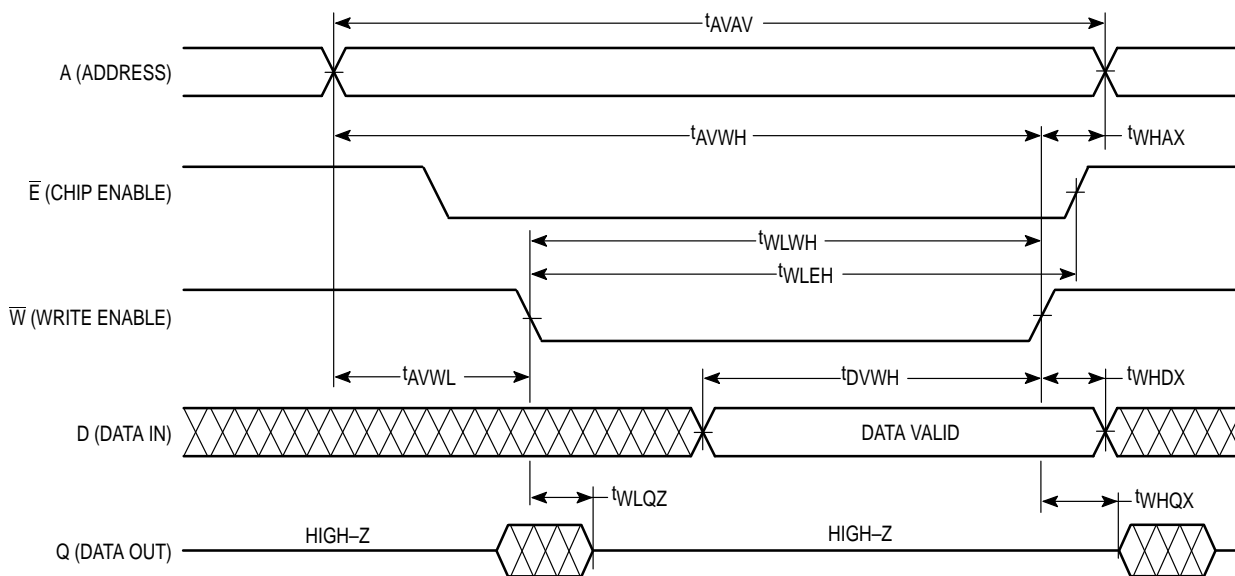 tAVAV
A (ADDRESS)
tAVWH
tWHAX
E̅ (CHIP ENABLE)
tWLWH
tWLEH
W̅ (WRITE ENABLE)
tAVWL
tDVWH
tWHDX
D (DATA IN)
DATA VALID
tWLQZ
tWHQX
Q (DATA OUT)
HIGH–Z
HIGH–Z